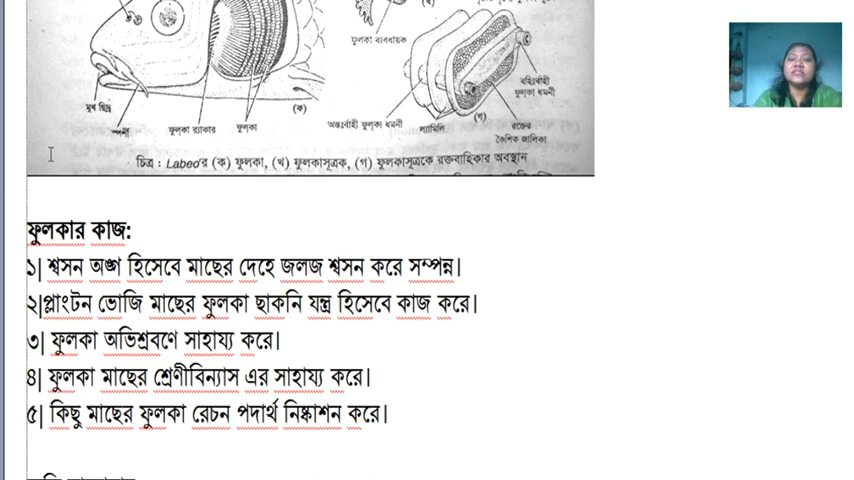 (খ)
ফুলকা ব্যবধায়ক
বহির্বাহী
ফুলকা ধমনী
মুখ ছিদ্র
স্পর্শী
ফুলকা র‍্যাকার
ফুলকা
(ক)
অন্তর্বাহী ফুলকা ধমনী
ল্যামিলি
(গ)
রক্তের
কৈশিক জালিকা
চিত্র : Labeoর (ক) ফুলকা, (খ) ফুলকাসূত্রক, (গ) ফুলকাসূত্রকে রক্তবাহিকার অবস্থান
ফুলকার কাজ:
১| শ্বসন অঙ্গ হিসেবে মাছের দেহে জলজ শ্বসন করে সম্পন্ন।
২|প্লাংটন ভোজি মাছের ফুলকা ছাকনি যন্ত্র হিসেবে কাজ করে।
৩| ফুলকা অভিশ্রবণে সাহায্য করে।
৪| ফুলকা মাছের শ্রেণীবিন্যাস এর সাহায্য করে।
৫| কিছু মাছের ফুলকা রেচন পদার্থ নিষ্কাশন করে।